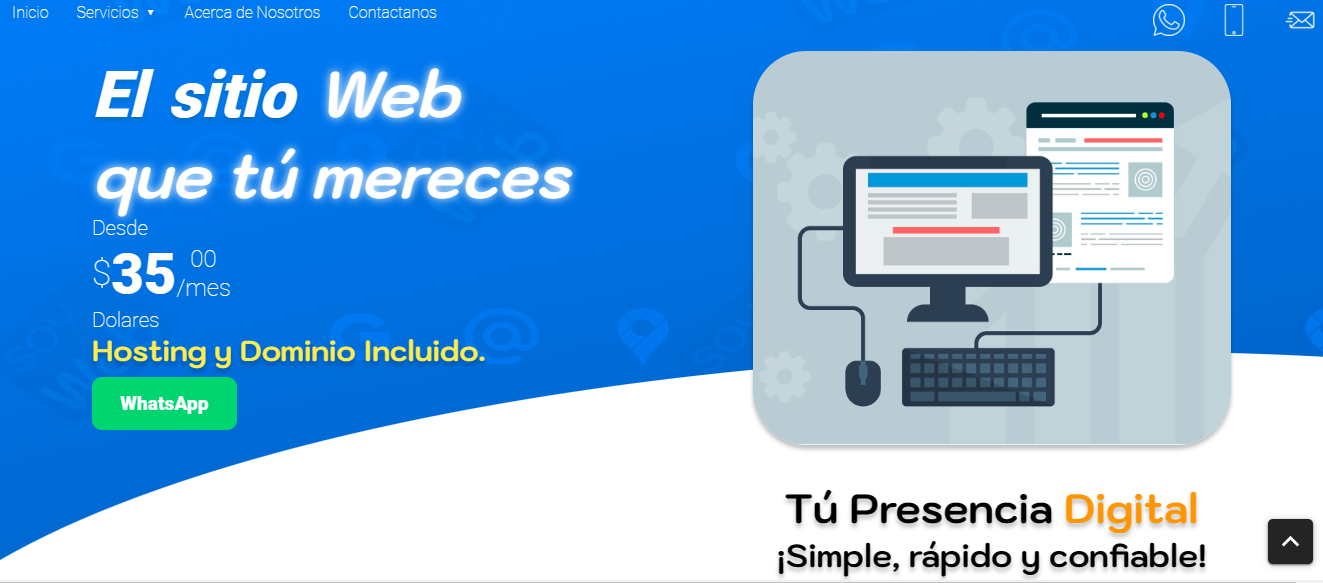 Inicio Servicios ▼ Acerca de Nosotros Contactanos
El sitio Web
que tú mereces
Desde
$35 00 /mes
Dolares
Hosting y Dominio Incluido.
WhatsApp
Tú Presencia Digital
¡Simple, rápido y confiable!